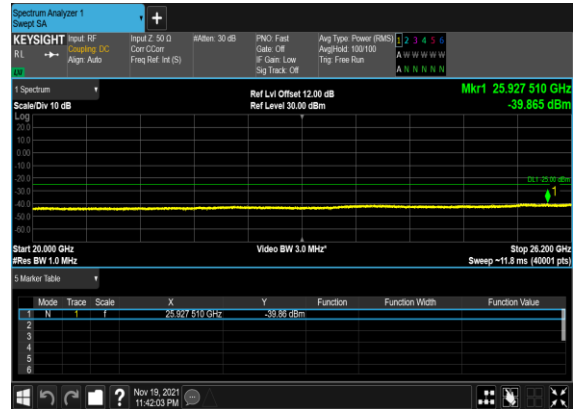 Spectrum Analyzer 1
Swept SA
+
KEYSIGHT Input: RF Input Z: 50 Ω #Atten: 30 dB PNO: Fast Avg Type: Power (RMS) 1 2 3 4 5 6
RL Coupling: DC Corr CCorr Gate: Off Avg|Hold: 100/100 A W W W W W
Align: Auto Freq Ref: Int (S) IF Gain: Low Trig: Free Run
Sig Track: Off A N N N N N
LW
1 Spectrum Ref Lvl Offset 12.00 dB Mkr1 25.927 510 GHz
Scale/Div 10 dB Ref Level 30.00 dBm -39.865 dBm
Log
20.0
10.0
0.00
-10.0
-20.0
DL1 -25.00 dBm
-30.0
1
-40.0
-50.0
-60.0
Start 20.000 GHz Video BW 3.0 MHz* Stop 26.200 GHz
#Res BW 1.0 MHz Sweep ~11.8 ms (40001 pts)
5 Marker Table
Mode Trace Scale X Y Function Function Width Function Value
1 N 1 f 25.927 510 GHz -39.86 dBm
2
3
4
5
6
? Nov 19, 2021
11:42:03 PM